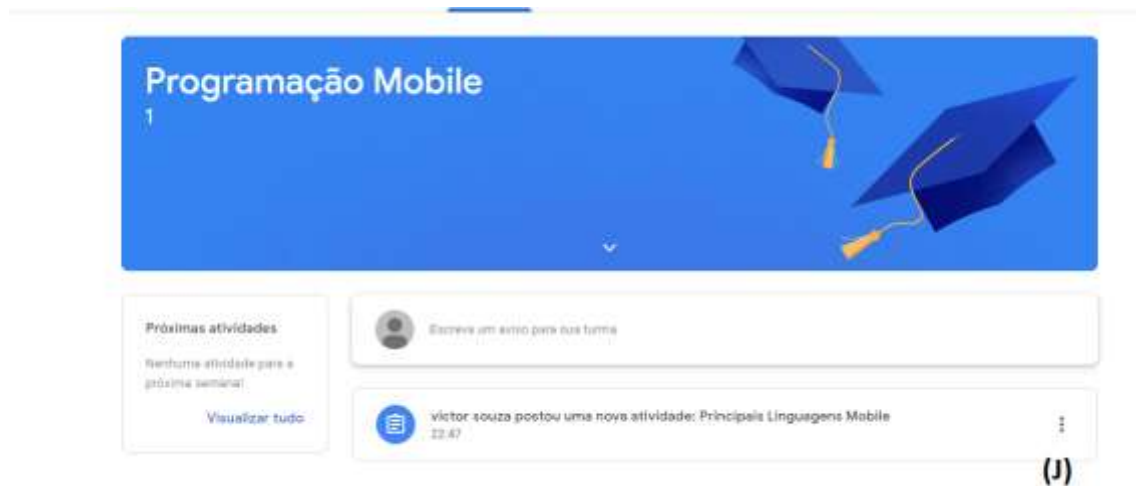 Programação Mobile
1
Próximas atividades
Nenhuma atividade para a
próxima semana!
Visualizar tudo
Escreva um aviso para sua turma
victor souza postou uma nova atividade: Principais Linguagens Mobile
22:47
(J)